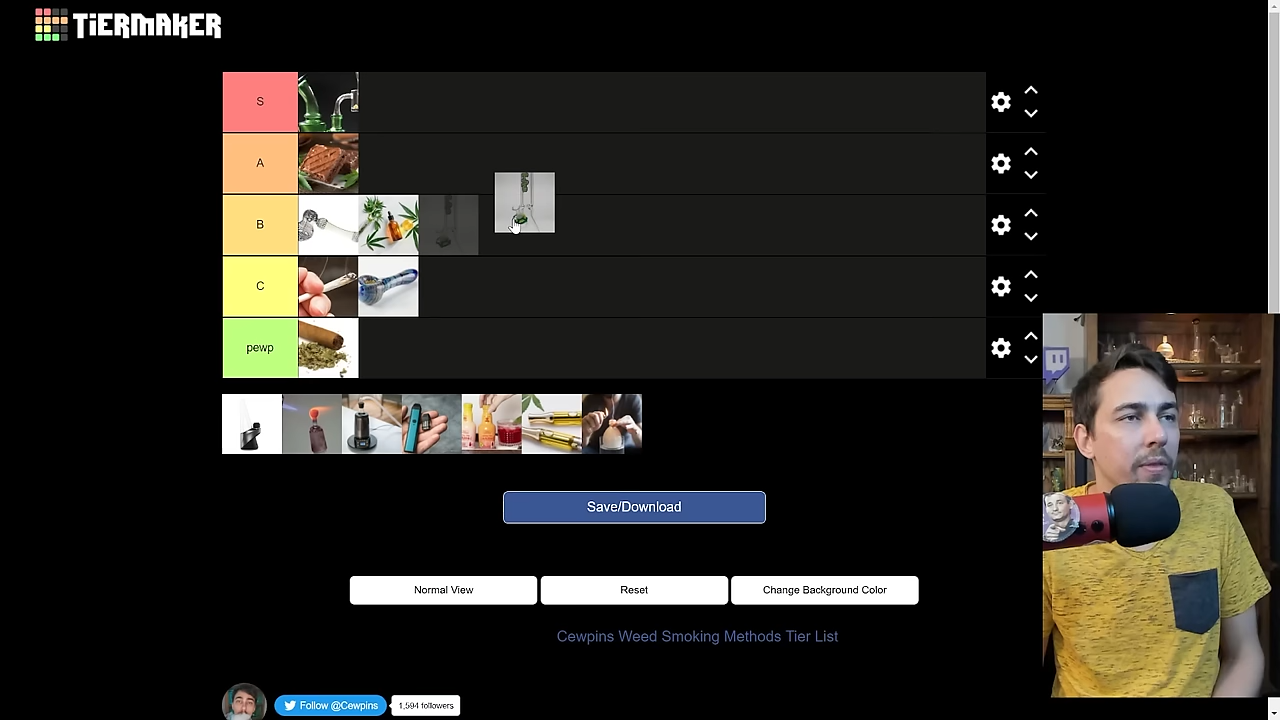 TiERMAKER
S
A
B
C
pewp
Save/Download
Normal View
Reset
Change Background Color
Cewpins Weed Smoking Methods Tier List
Follow @Cewpins
1,594 followers